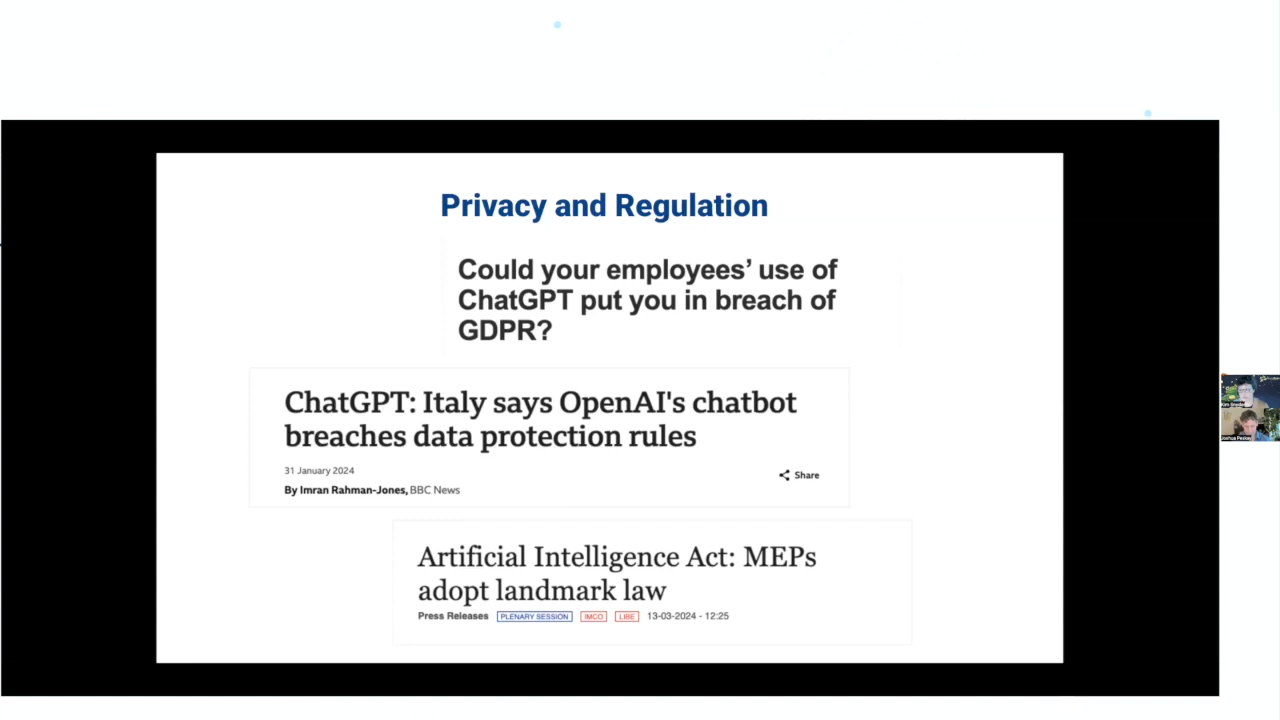 Privacy and Regulation
Could your employees’ use of
ChatGPT put you in breach of
GDPR?
ChatGPT: Italy says OpenAI's chatbot
breaches data protection rules
31 January 2024
Share
By Imran Rahman-Jones, BBC News
Artificial Intelligence Act: MEPs
adopt landmark law
Press Releases PLENARY SESSION IMCO LIBE 13-03-2024 - 12:25
Joshua Peskay